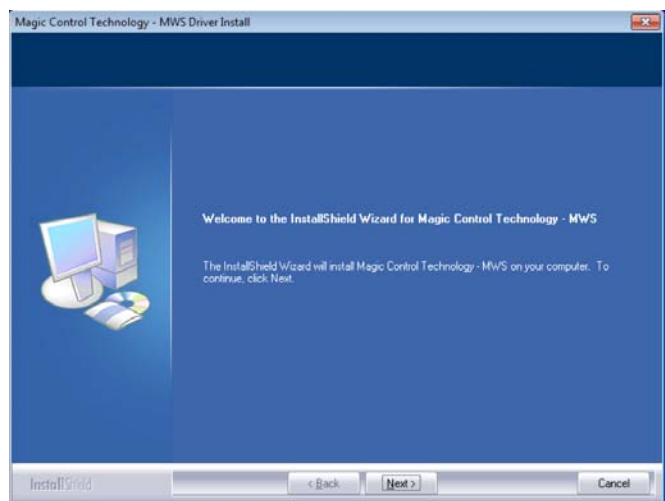 Magic Control Technology - MWS Driver Install
Welcome to the InstallShield Wizard for Magic Control Technology - MWS
The InstallShield Wizard will install Magic Control Technology - MWS on your computer. To
continue, click Next.
InstallShield
< Back
Next >
Cancel